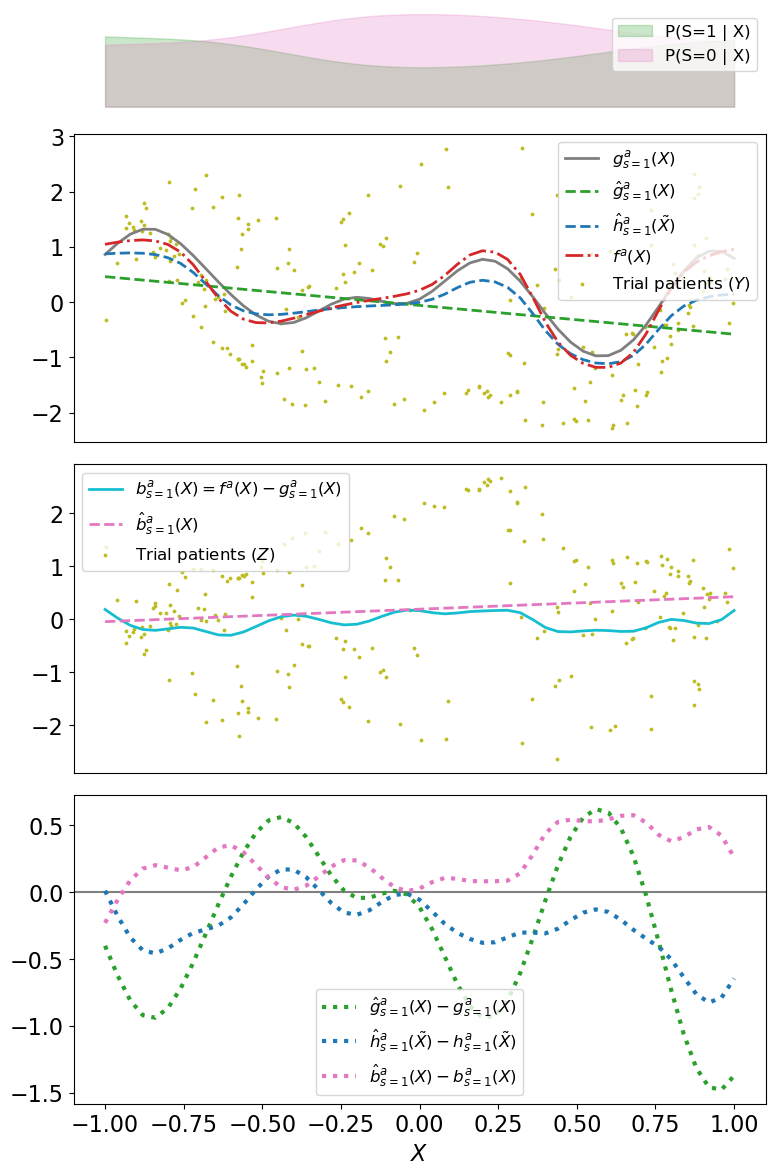 P(S=1 | X)
P(S=0 | X)
3
2
1
0
−1
−2
g^a_{s=1}(X)
ĝ^a_{s=1}(X)
ĥ^a_{s=1}(X̃)
f^a(X)
Trial patients (Y)
2
1
0
−1
−2
b^a_{s=1}(X) = f^a(X) − g^a_{s=1}(X)
b̂^a_{s=1}(X)
Trial patients (Z)
0.5
0.0
−0.5
−1.0
−1.5
ĝ^a_{s=1}(X) − g^a_{s=1}(X)
ĥ^a_{s=1}(X̃) − h^a_{s=1}(X̃)
b̂^a_{s=1}(X) − b^a_{s=1}(X)
−1.00 −0.75 −0.50 −0.25 0.00 0.25 0.50 0.75 1.00
X